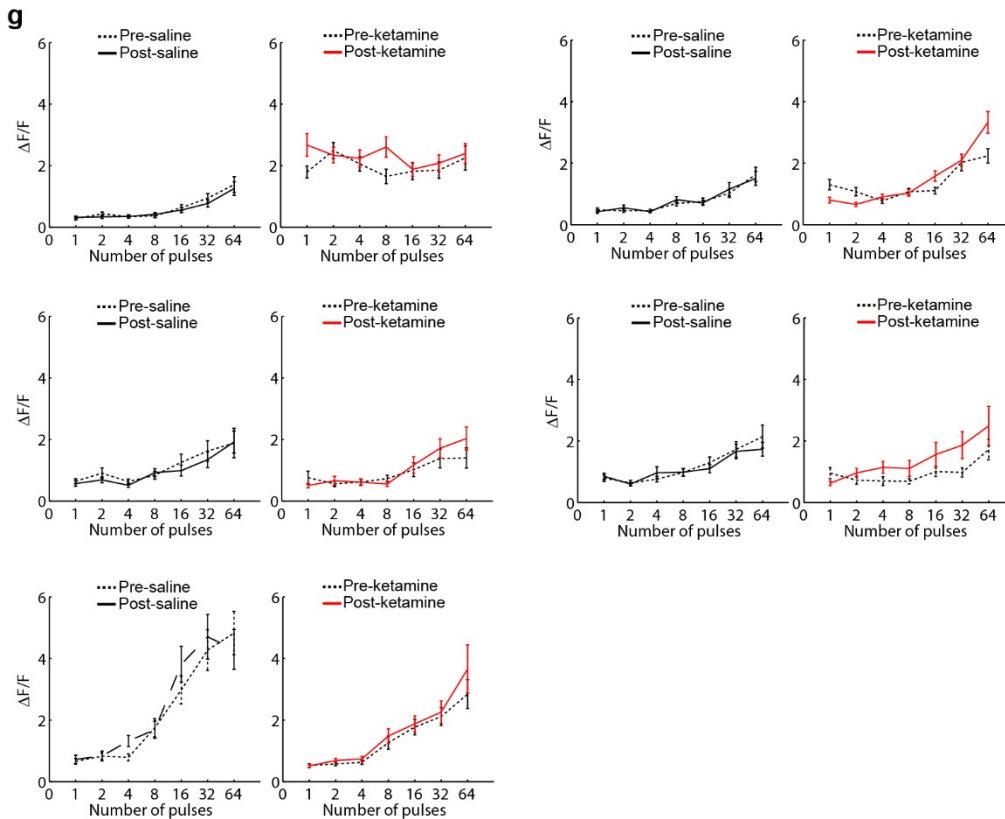 g
Pre-saline
Post-saline
6
4
2
0
ΔF/F
0 1 2 4 8 16 32 64
Number of pulses
Pre-ketamine
Post-ketamine
6
4
2
0
0 1 2 4 8 16 32 64
Number of pulses
Pre-saline
Post-saline
6
4
2
0
ΔF/F
0 1 2 4 8 16 32 64
Number of pulses
Pre-ketamine
Post-ketamine
6
4
2
0
0 1 2 4 8 16 32 64
Number of pulses
Pre-saline
Post-saline
6
4
2
0
ΔF/F
0 1 2 4 8 16 32 64
Number of pulses
Pre-ketamine
Post-ketamine
6
4
2
0
0 1 2 4 8 16 32 64
Number of pulses
Pre-saline
Post-saline
6
4
2
0
ΔF/F
0 1 2 4 8 16 32 64
Number of pulses
Pre-ketamine
Post-ketamine
6
4
2
0
0 1 2 4 8 16 32 64
Number of pulses
Pre-saline
Post-saline
6
4
2
0
ΔF/F
0 1 2 4 8 16 32 64
Number of pulses
Pre-ketamine
Post-ketamine
6
4
2
0
0 1 2 4 8 16 32 64
Number of pulses